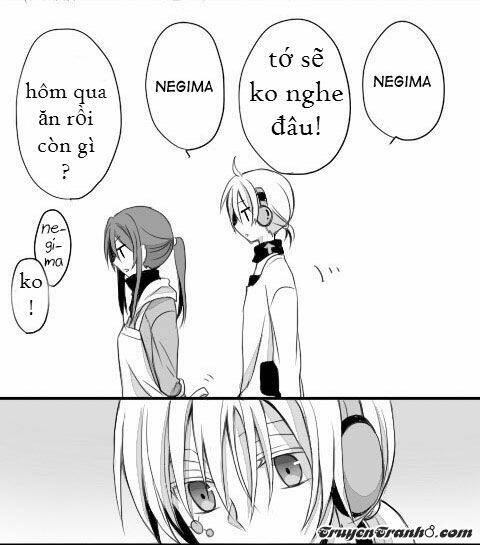 NEGIMA
tớ sẽ
ko nghe
đâu!
NEGIMA
hôm qua
ăn rồi
còn gì
?
ne-
gi-
ma
ko
!
TruyenTranh8.com